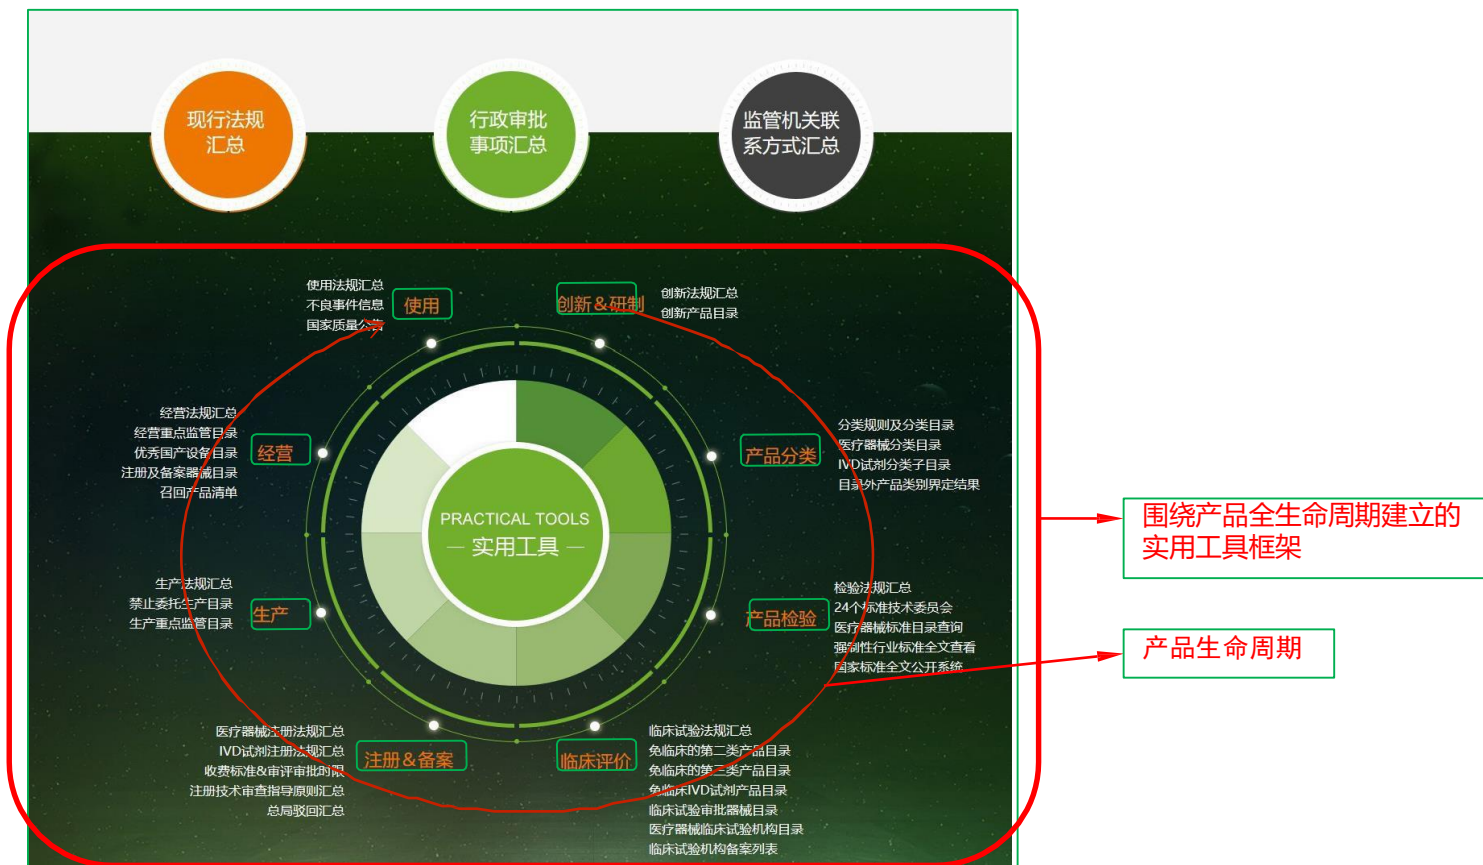 现行法规
汇总
行政审批
事项汇总
监管机关联
系方式汇总
使用法规汇总
不良事件信息
国家质量公告
使用
创新&研制
创新法规汇总
创新产品目录
经营法规汇总
经营重点监管目录
优秀国产设备目录
注册及备案器械目录
召回产品清单
经营
产品分类
分类规则及分类目录
医疗器械分类目录
IVD试剂分类子目录
目录外产品类别界定结果
PRACTICAL TOOLS
— 实用工具 —
围绕产品全生命周期建立的
实用工具框架
生产法规汇总
禁止委托生产目录
生产重点监管目录
生产
产品检验
检验法规汇总
24个标准技术委员会
医疗器械标准目录查询
强制性行业标准全文查看
国家标准全文公开系统
产品生命周期
医疗器械注册法规汇总
IVD试剂注册法规汇总
收费标准&审评审批时限
注册技术审查指导原则汇总
总局驳回汇总
注册&备案
临床评价
临床试验法规汇总
免临床的第二类产品目录
免临床的第三类产品目录
免临床IVD试剂产品目录
临床试验审批器械目录
医疗器械临床试验机构目录
临床试验机构备案列表